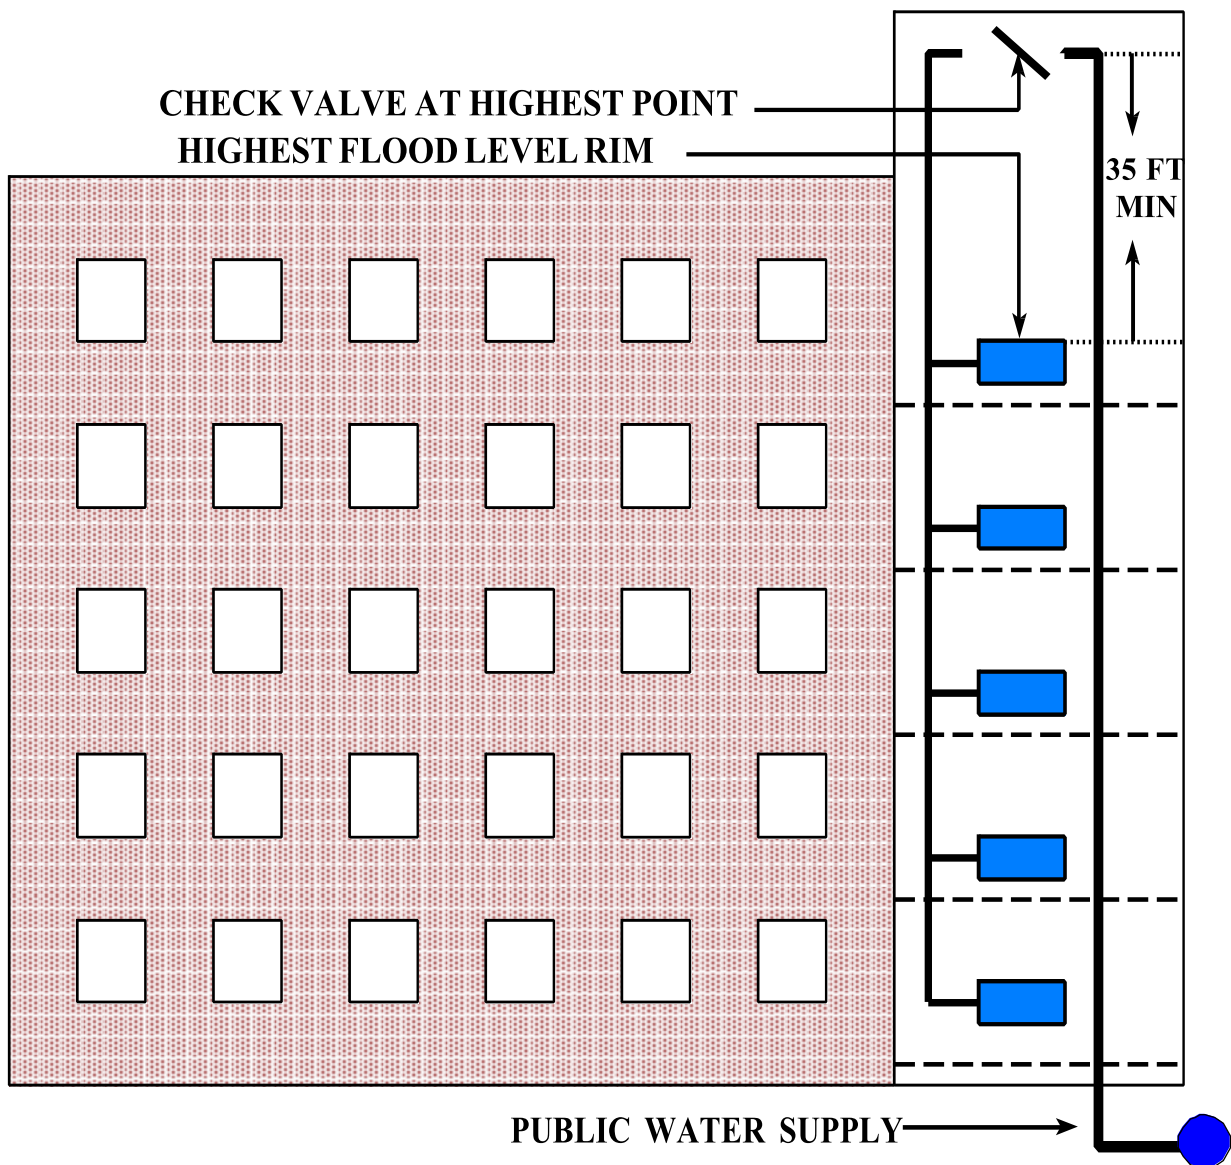 CHECK VALVE AT HIGHEST POINT
HIGHEST FLOOD LEVEL RIM
35 FT
MIN
PUBLIC WATER SUPPLY